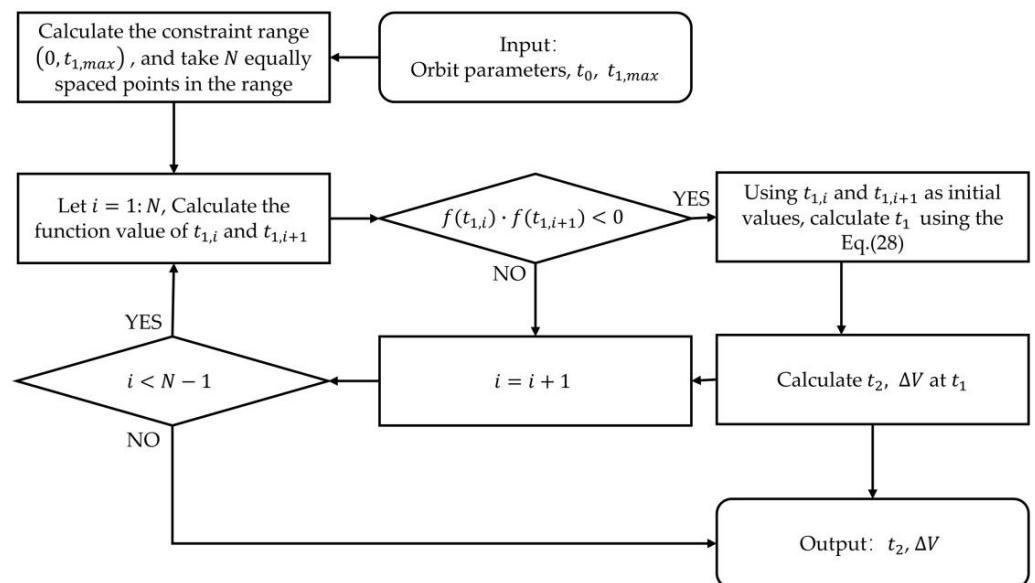 Calculate the constraint range
(0, t_{1,max}) , and take N equally
spaced points in the range
Input:
Orbit parameters, t_0, t_{1,max}
Let i = 1: N, Calculate the
function value of t_{1,i} and t_{1,i+1}
f(t_{1,i}) · f(t_{1,i+1}) < 0
YES
Using t_{1,i} and t_{1,i+1} as initial
values, calculate t_1 using the
Eq.(28)
NO
YES
i < N − 1
i = i + 1
Calculate t_2, ΔV at t_1
NO
Output: t_2, ΔV